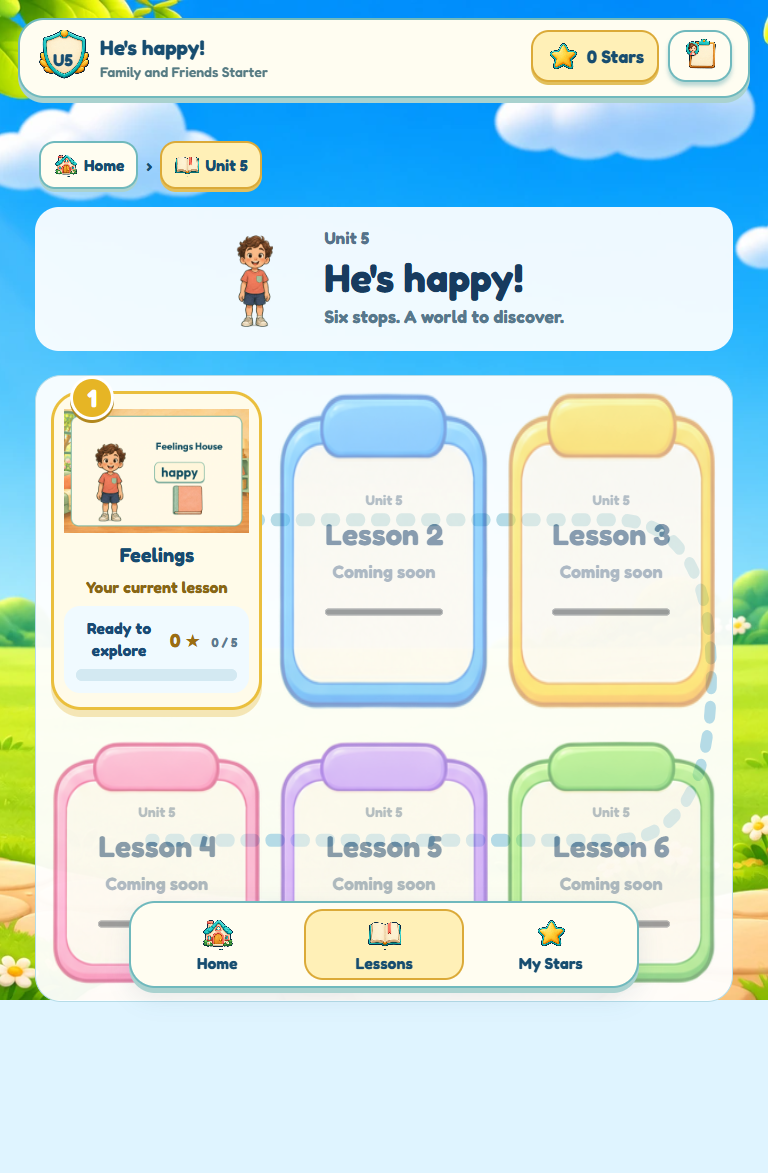 U5
He's happy!
Family and Friends Starter
0 Stars
Home
›
Unit 5
Unit 5
He's happy!
Six stops. A world to discover.
1
Feelings House
happy
Feelings
Your current lesson
Ready to
explore
0 ★ 0 / 5
Unit 5
Lesson 2
Coming soon
Unit 5
Lesson 3
Coming soon
Unit 5
Lesson 4
Coming soon
Unit 5
Lesson 5
Coming soon
Unit 5
Lesson 6
Coming soon
Home
Lessons
My Stars